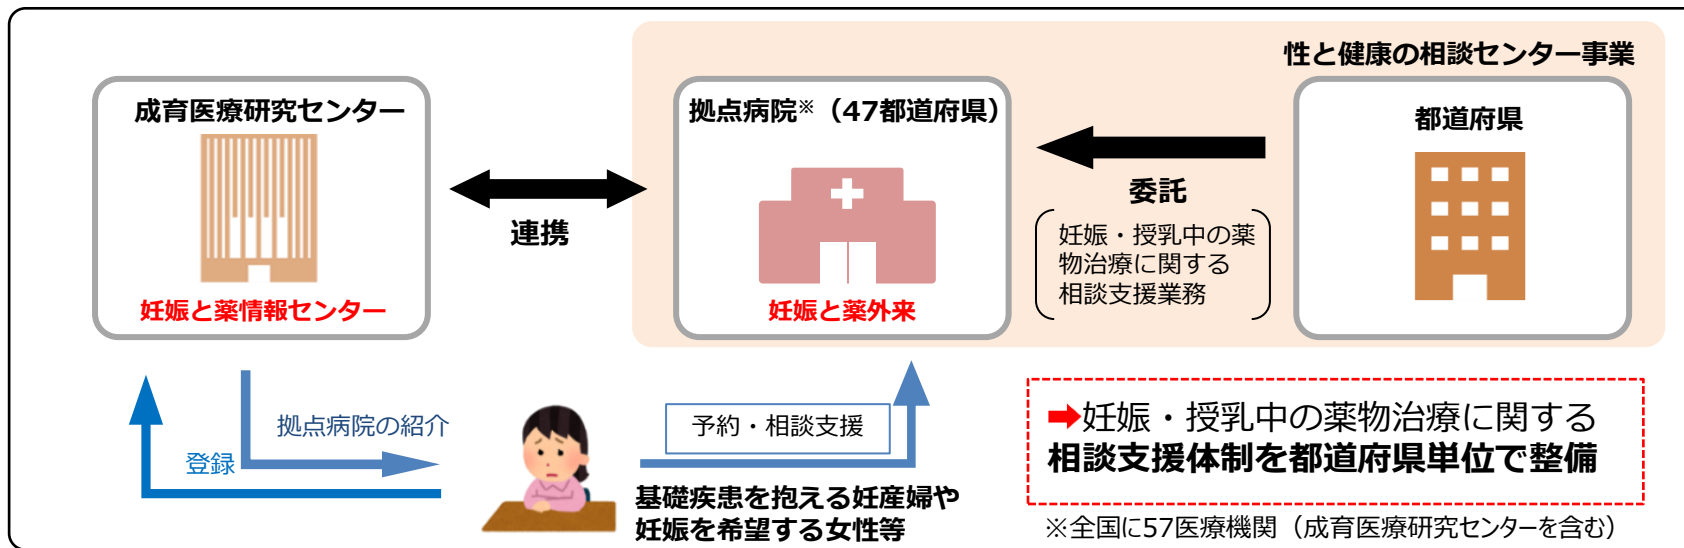 性と健康の相談センター事業
成育医療研究センター
妊娠と薬情報センター
連携
拠点病院※（47都道府県）
妊娠と薬外来
委託
妊娠・授乳中の薬
物治療に関する
相談支援業務
都道府県
拠点病院の紹介
登録
予約・相談支援
基礎疾患を抱える妊産婦や
妊娠を希望する女性等
➡妊娠・授乳中の薬物治療に関する
相談支援体制を都道府県単位で整備
※全国に57医療機関（成育医療研究センターを含む）